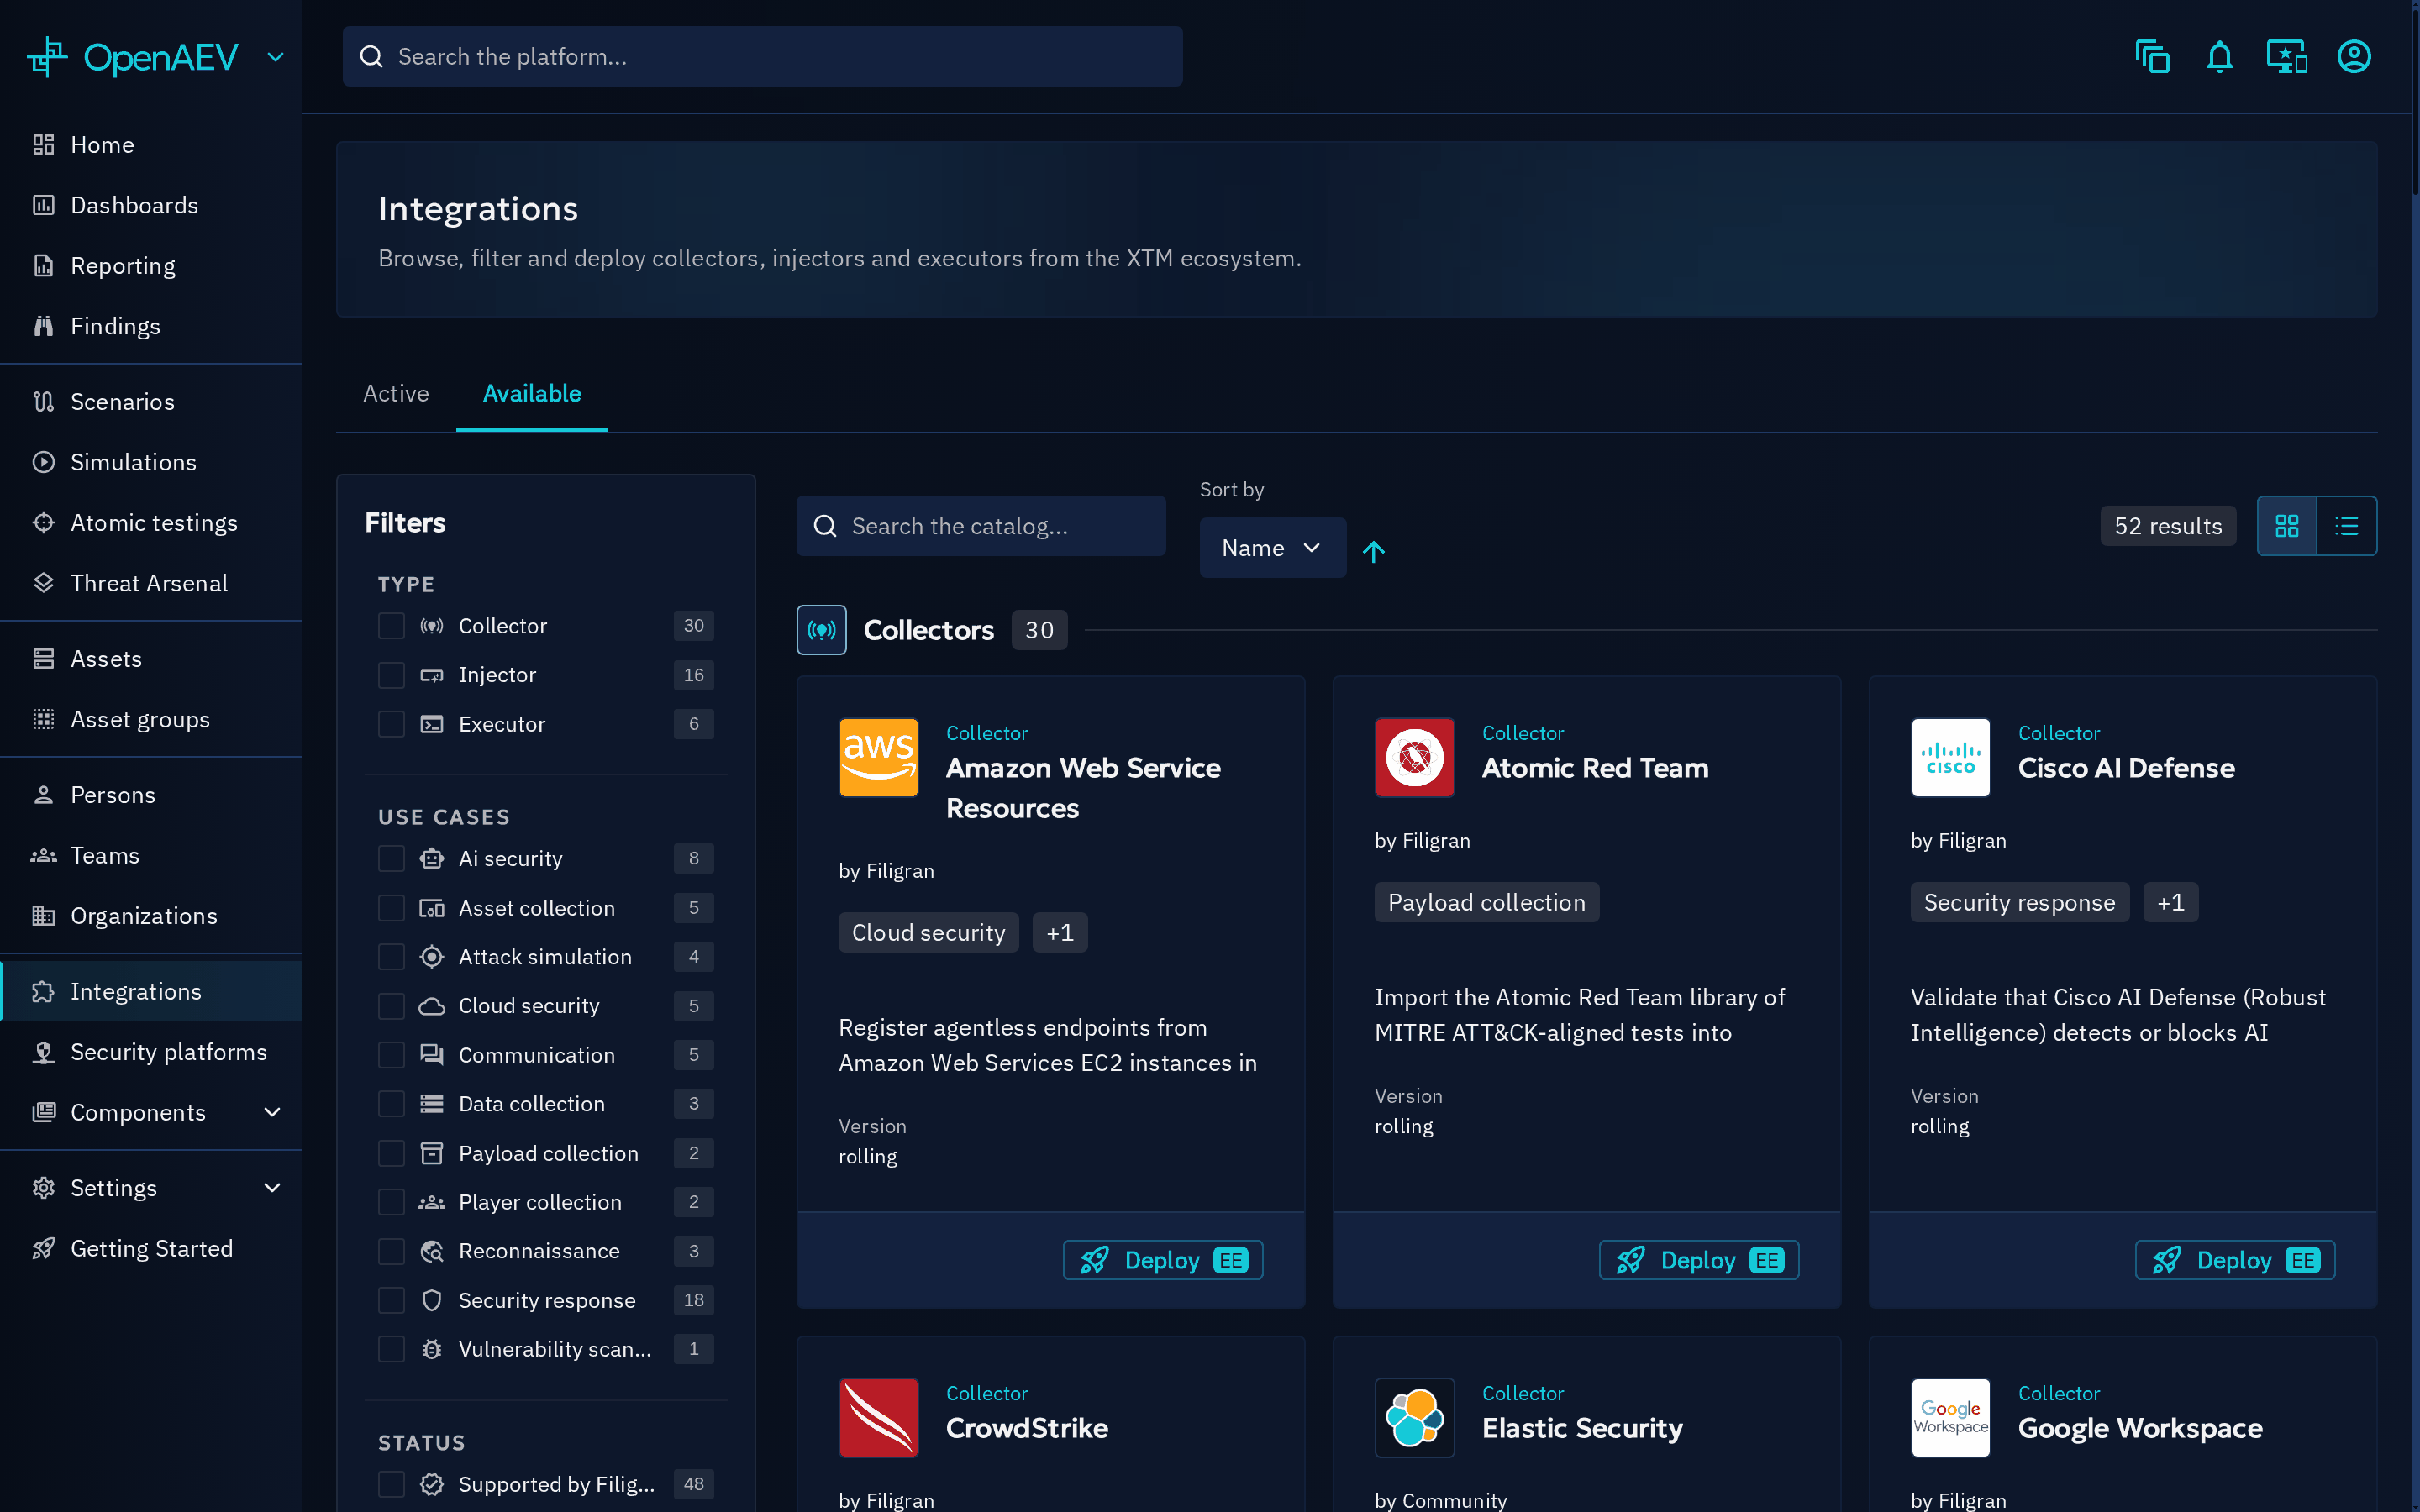 OpenAEV
Search the platform...
Home
Dashboards
Reporting
Findings
Scenarios
Simulations
Atomic testings
Threat Arsenal
Assets
Asset groups
Persons
Teams
Organizations
Integrations
Security platforms
Components
Settings
Getting Started
Integrations
Browse, filter and deploy collectors, injectors and executors from the XTM ecosystem.
Active
Available
Filters
TYPE
Collector 30
Injector 16
Executor 6
USE CASES
Ai security 8
Asset collection 5
Attack simulation 4
Cloud security 5
Communication 5
Data collection 3
Payload collection 2
Player collection 2
Reconnaissance 3
Security response 18
Vulnerability scan... 1
STATUS
Supported by Filig... 48
Search the catalog...
Sort by
Name
52 results
Collectors 30
aws
Collector
Amazon Web Service
Resources
by Filigran
Cloud security +1
Register agentless endpoints from
Amazon Web Services EC2 instances in
Version
rolling
Deploy EE
Collector
Atomic Red Team
by Filigran
Payload collection
Import the Atomic Red Team library of
MITRE ATT&CK-aligned tests into
Version
rolling
Deploy EE
CISCO
Collector
Cisco AI Defense
by Filigran
Security response +1
Validate that Cisco AI Defense (Robust
Intelligence) detects or blocks AI
Version
rolling
Deploy EE
Collector
CrowdStrike
by Filigran
Collector
Elastic Security
by Community
Google
Workspace
Collector
Google Workspace
by Filigran